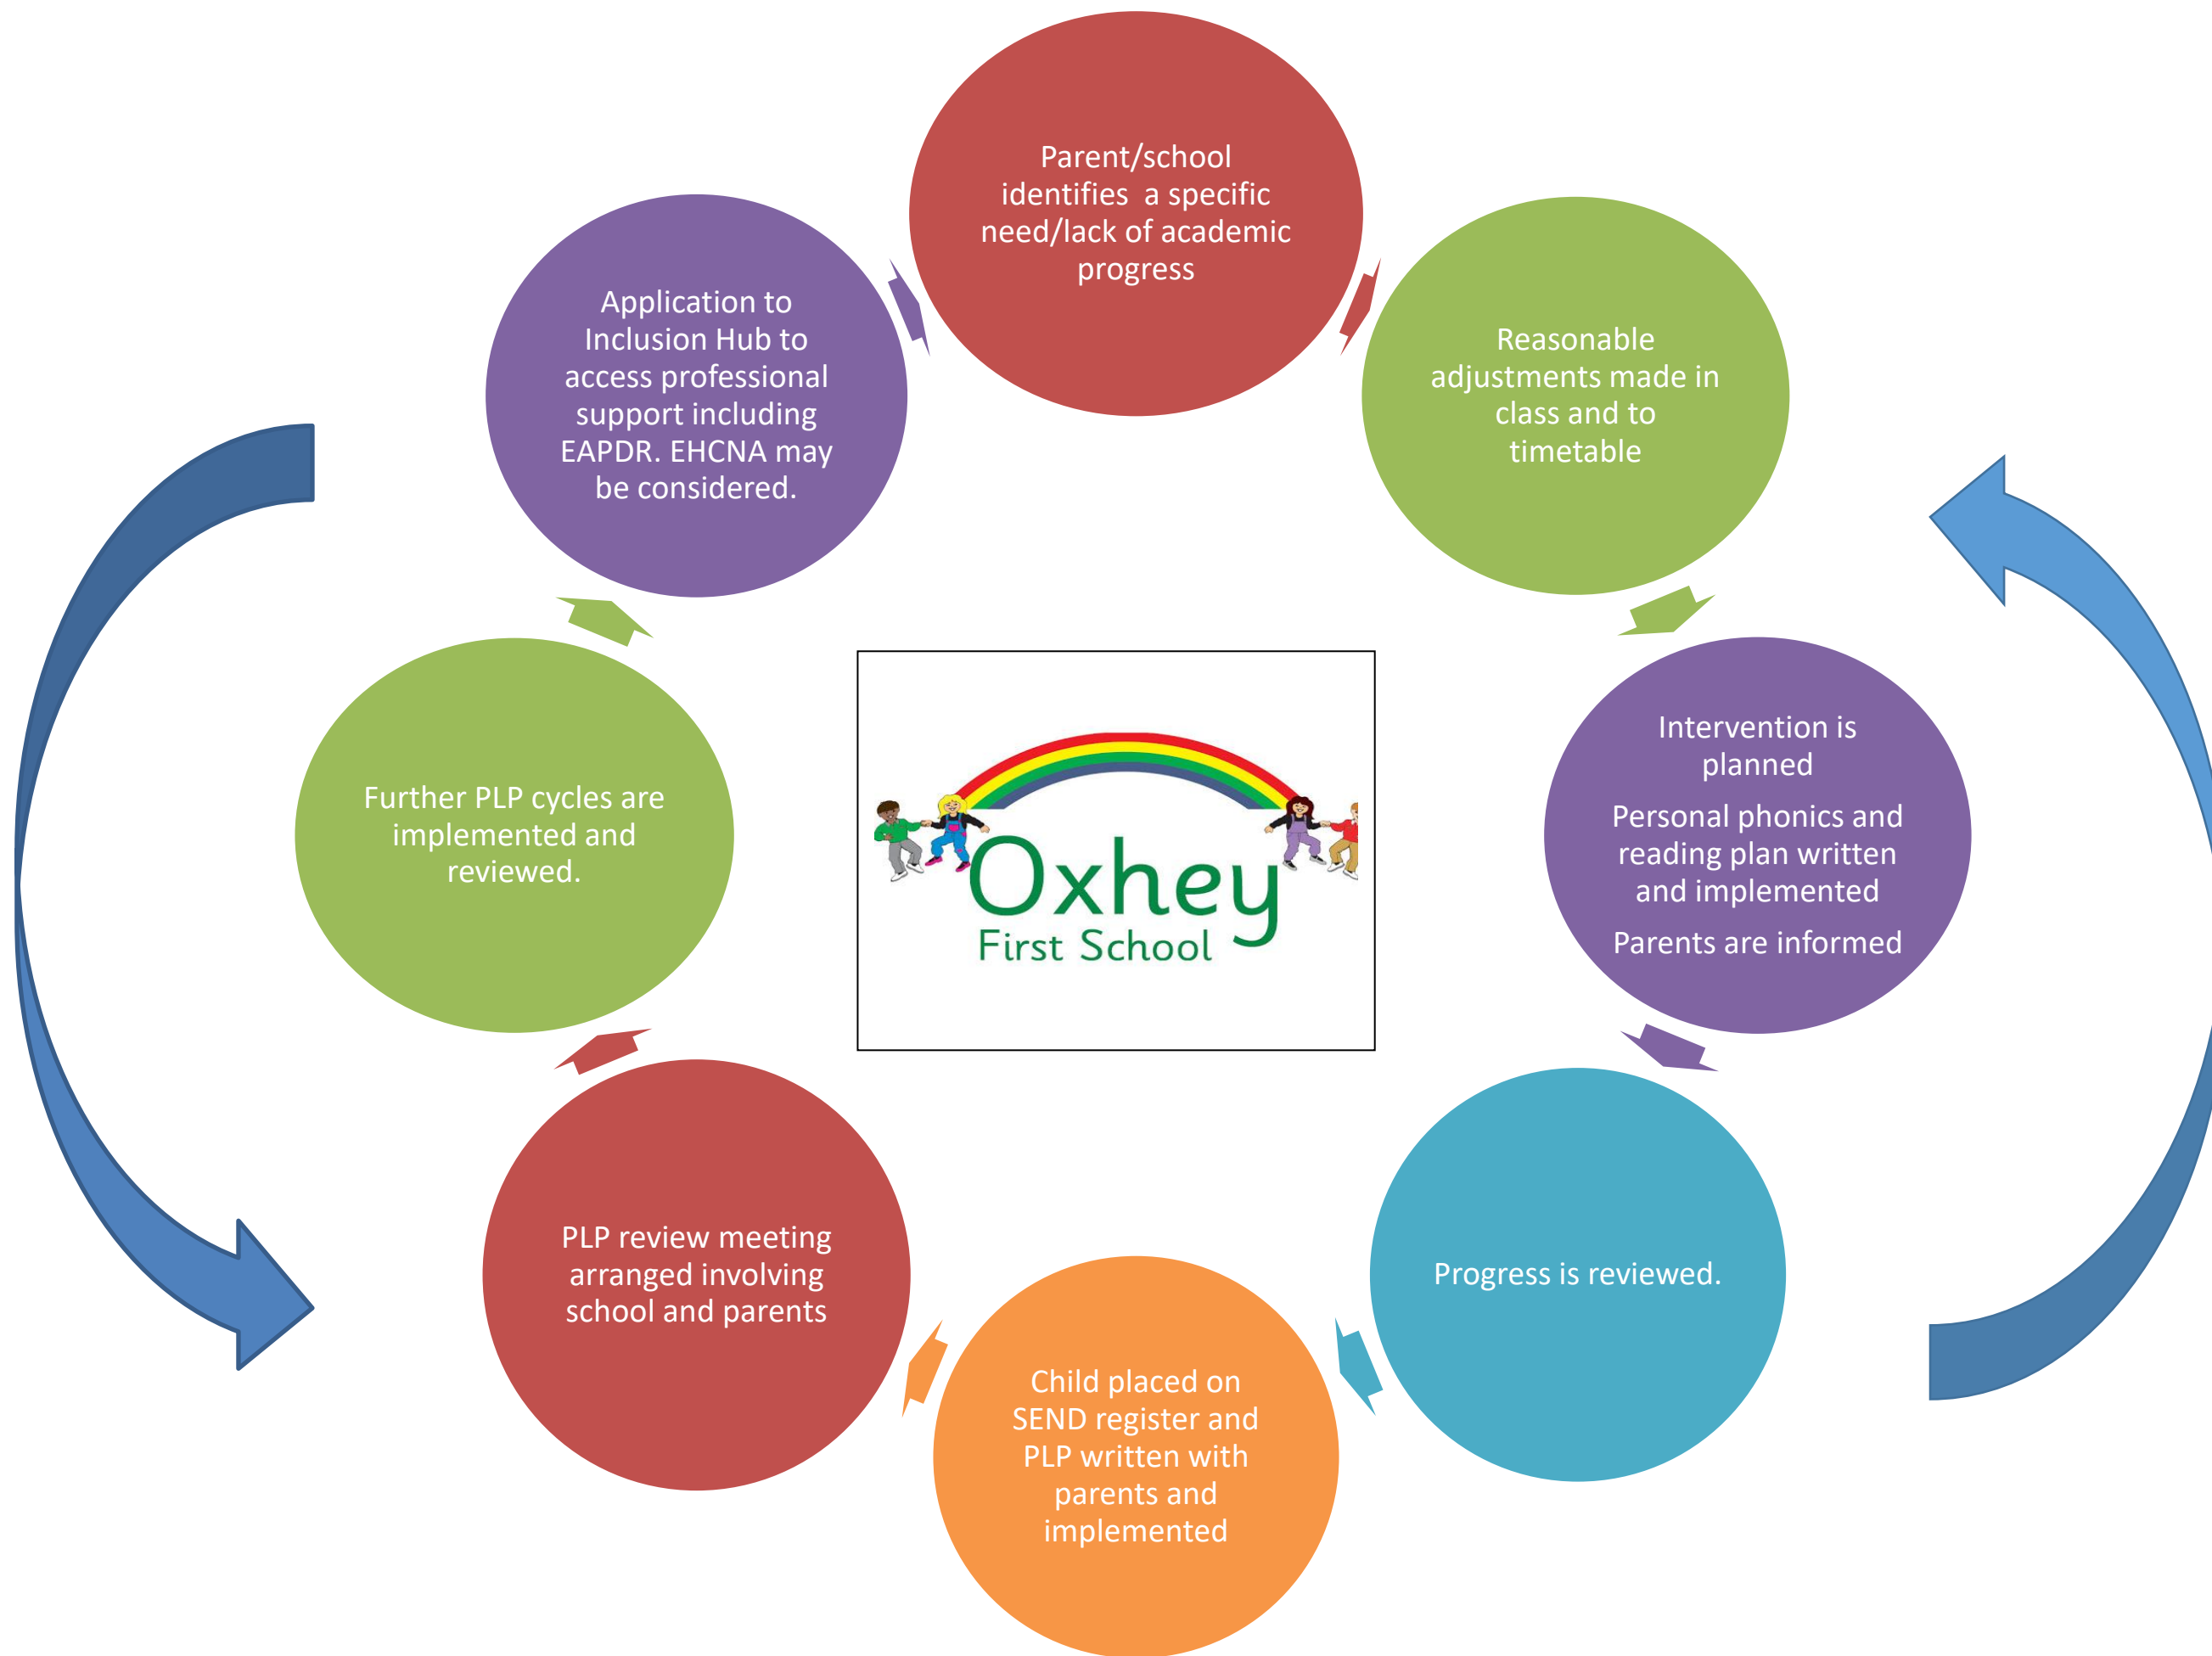 Parent/school
identifies a specific
need/lack of academic
progress
Reasonable
adjustments made in
class and to
timetable
Intervention is
planned
Personal phonics and
reading plan written
and implemented
Parents are informed
Progress is reviewed.
Child placed on
SEND register and
PLP written with
parents and
implemented
PLP review meeting
arranged involving
school and parents
Further PLP cycles are
implemented and
reviewed.
Application to
Inclusion Hub to
access professional
support including
EAPDR. EHCNA may
be considered.
Oxhey
First School